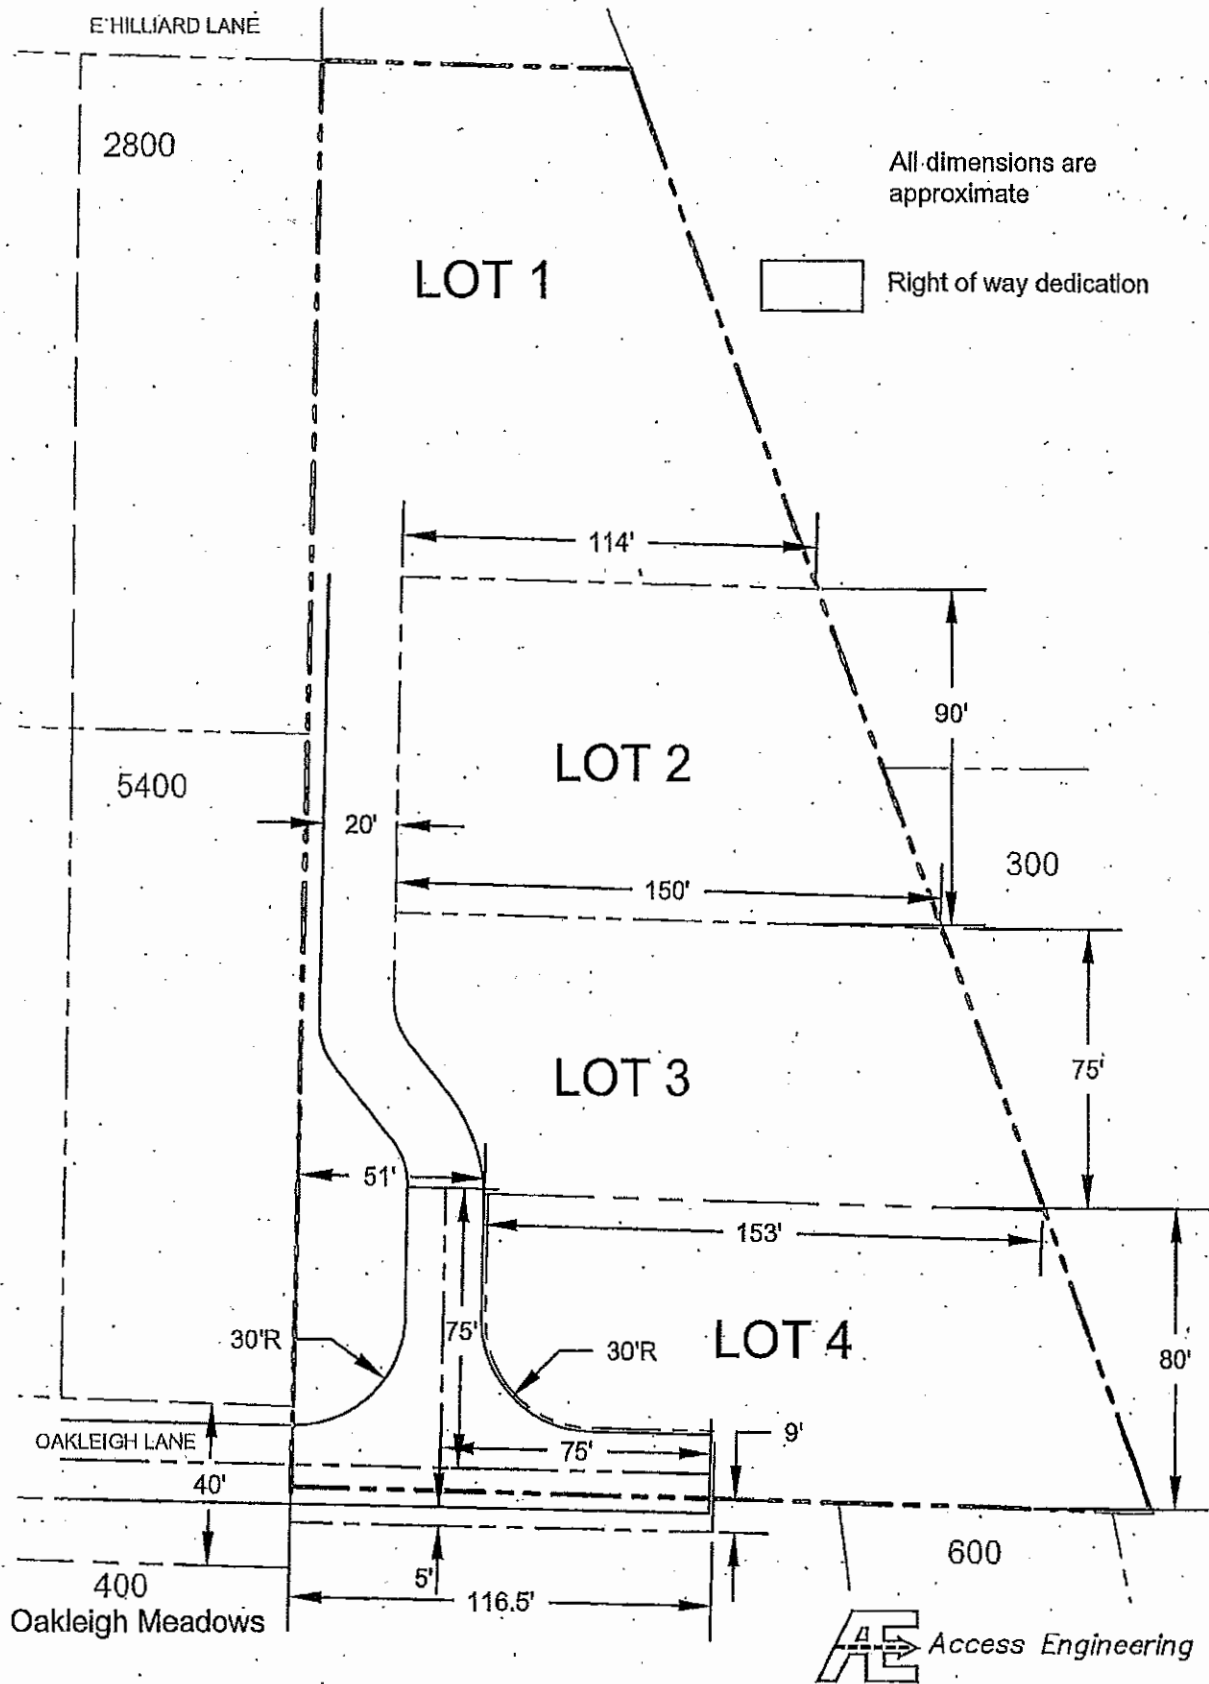 E HILLIARD LANE
2800
All dimensions are
approximate
LOT 1
Right of way dedication
114'
90'
LOT 2
5400
20'
300
150'
LOT 3
75'
51'
153'
30'R
75'
30'R
LOT 4
80'
OAKLEIGH LANE
75'
9'
40'
600
5'
400
116.5'
Oakleigh Meadows
AE Access Engineering